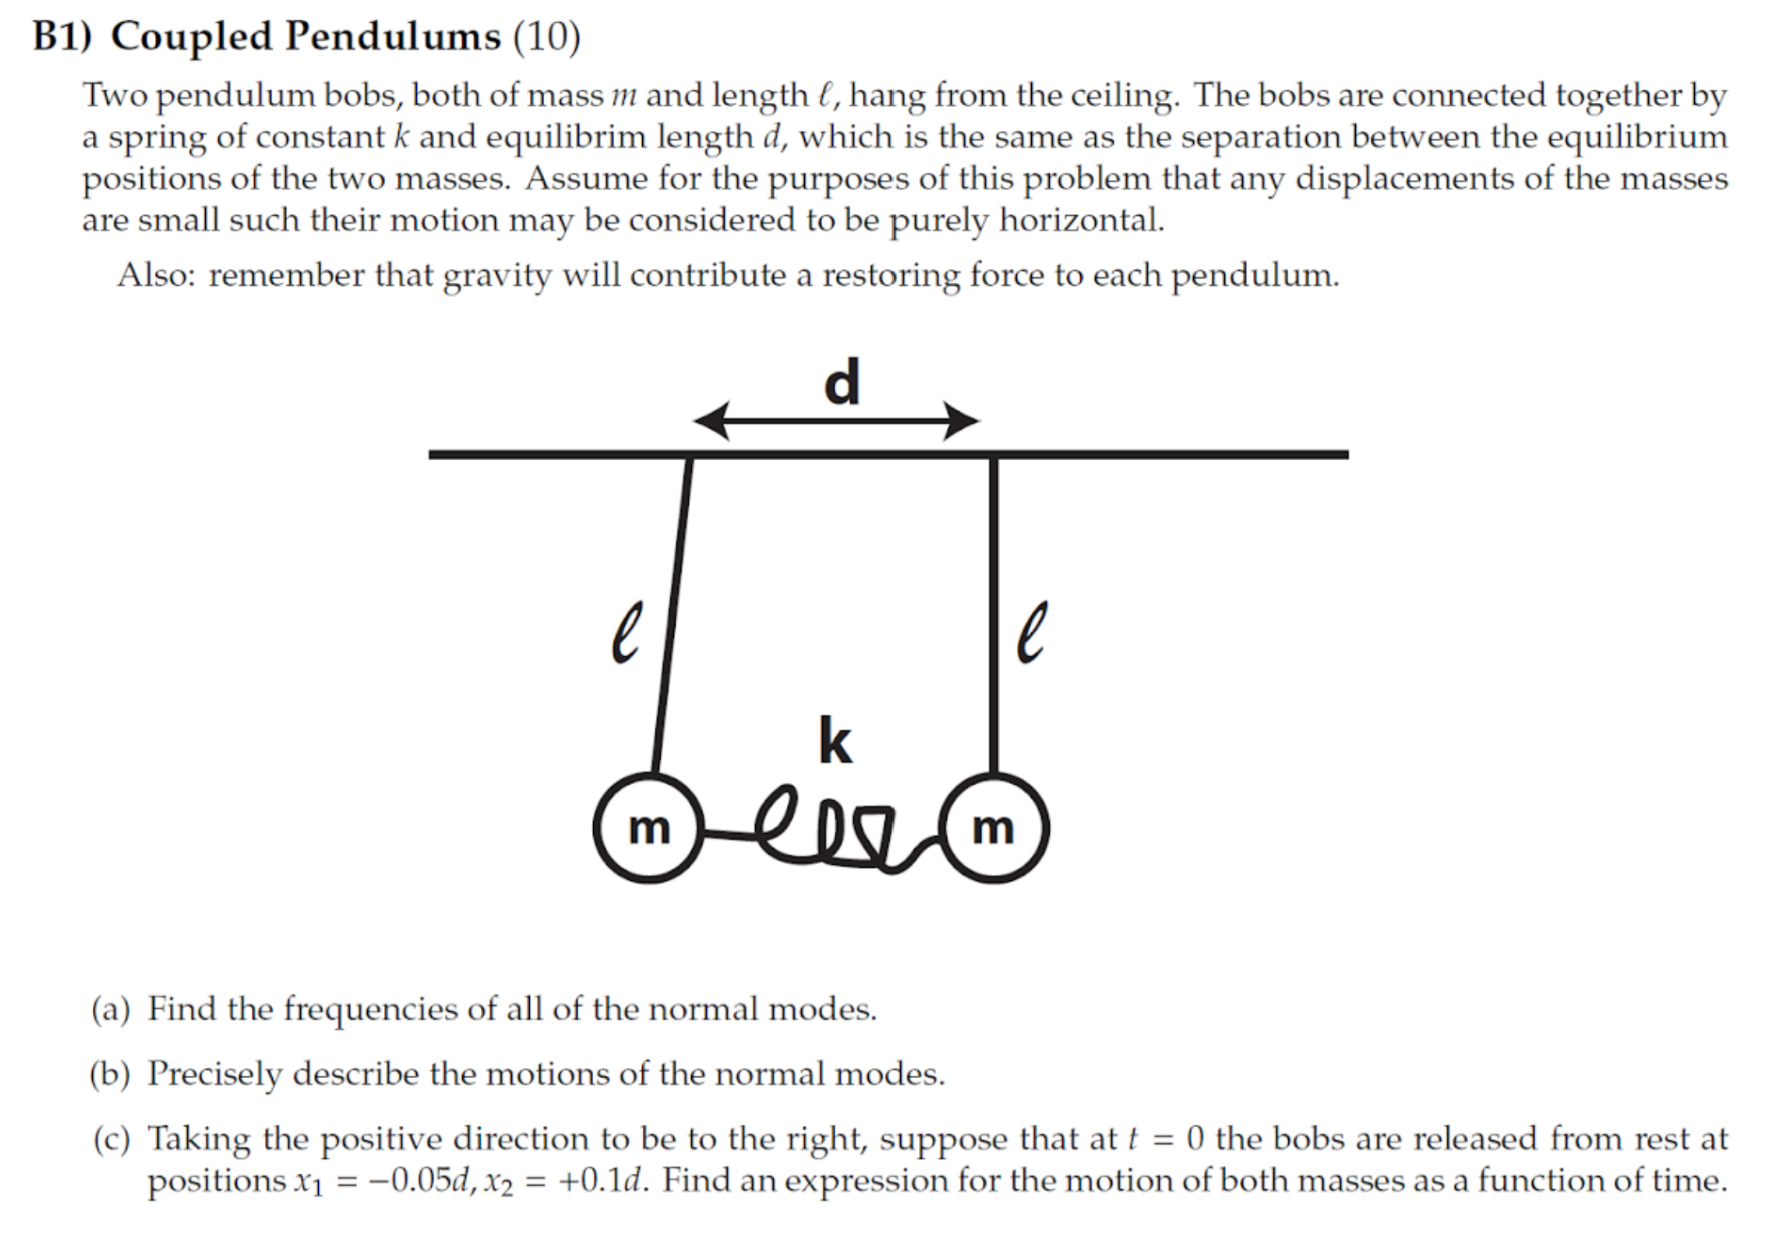 B1) Coupled Pendulums (10)
Two pendulum bobs, both of mass m and length ℓ, hang from the ceiling. The bobs are connected together by
a spring of constant k and equilibrim length d, which is the same as the separation between the equilibrium
positions of the two masses. Assume for the purposes of this problem that any displacements of the masses
are small such their motion may be considered to be purely horizontal.
Also: remember that gravity will contribute a restoring force to each pendulum.
d
ℓ ℓ
k
m m
(a) Find the frequencies of all of the normal modes.
(b) Precisely describe the motions of the normal modes.
(c) Taking the positive direction to be to the right, suppose that at t = 0 the bobs are released from rest at
positions x₁ = −0.05d, x₂ = +0.1d. Find an expression for the motion of both masses as a function of time.